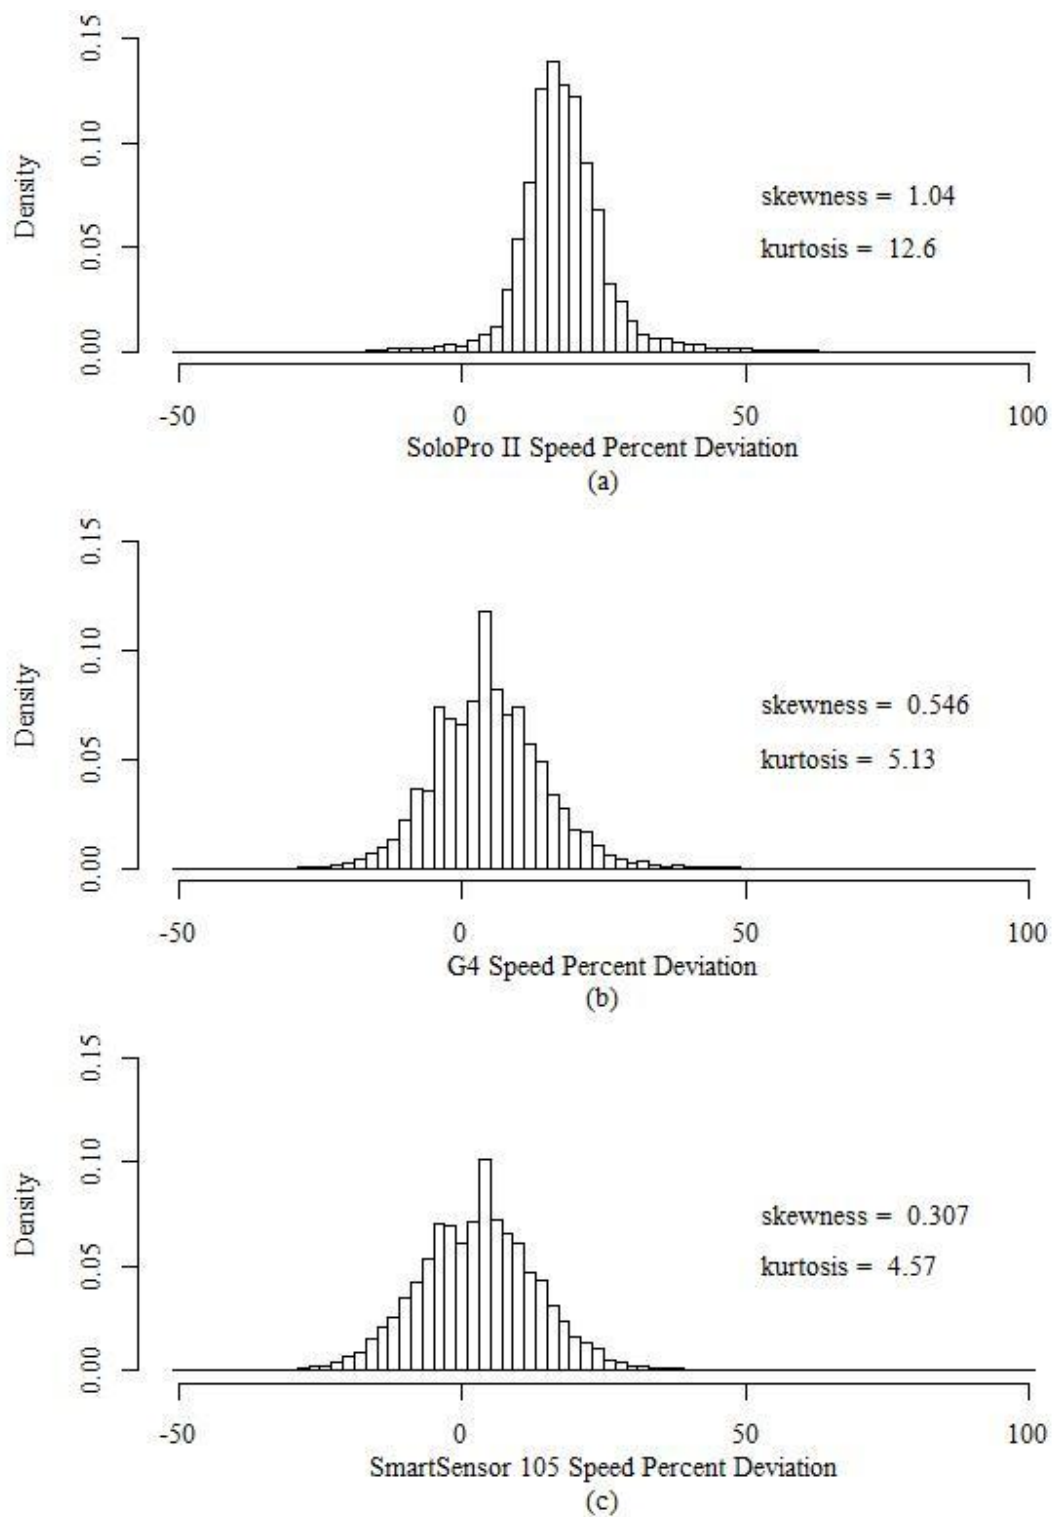 0.15
0.10
0.05
0.00
Density
skewness = 1.04
kurtosis = 12.6
-50 0 50 100
SoloPro II Speed Percent Deviation
(a)
0.15
0.10
0.05
0.00
Density
skewness = 0.546
kurtosis = 5.13
-50 0 50 100
G4 Speed Percent Deviation
(b)
0.15
0.10
0.05
0.00
Density
skewness = 0.307
kurtosis = 4.57
-50 0 50 100
SmartSensor 105 Speed Percent Deviation
(c)